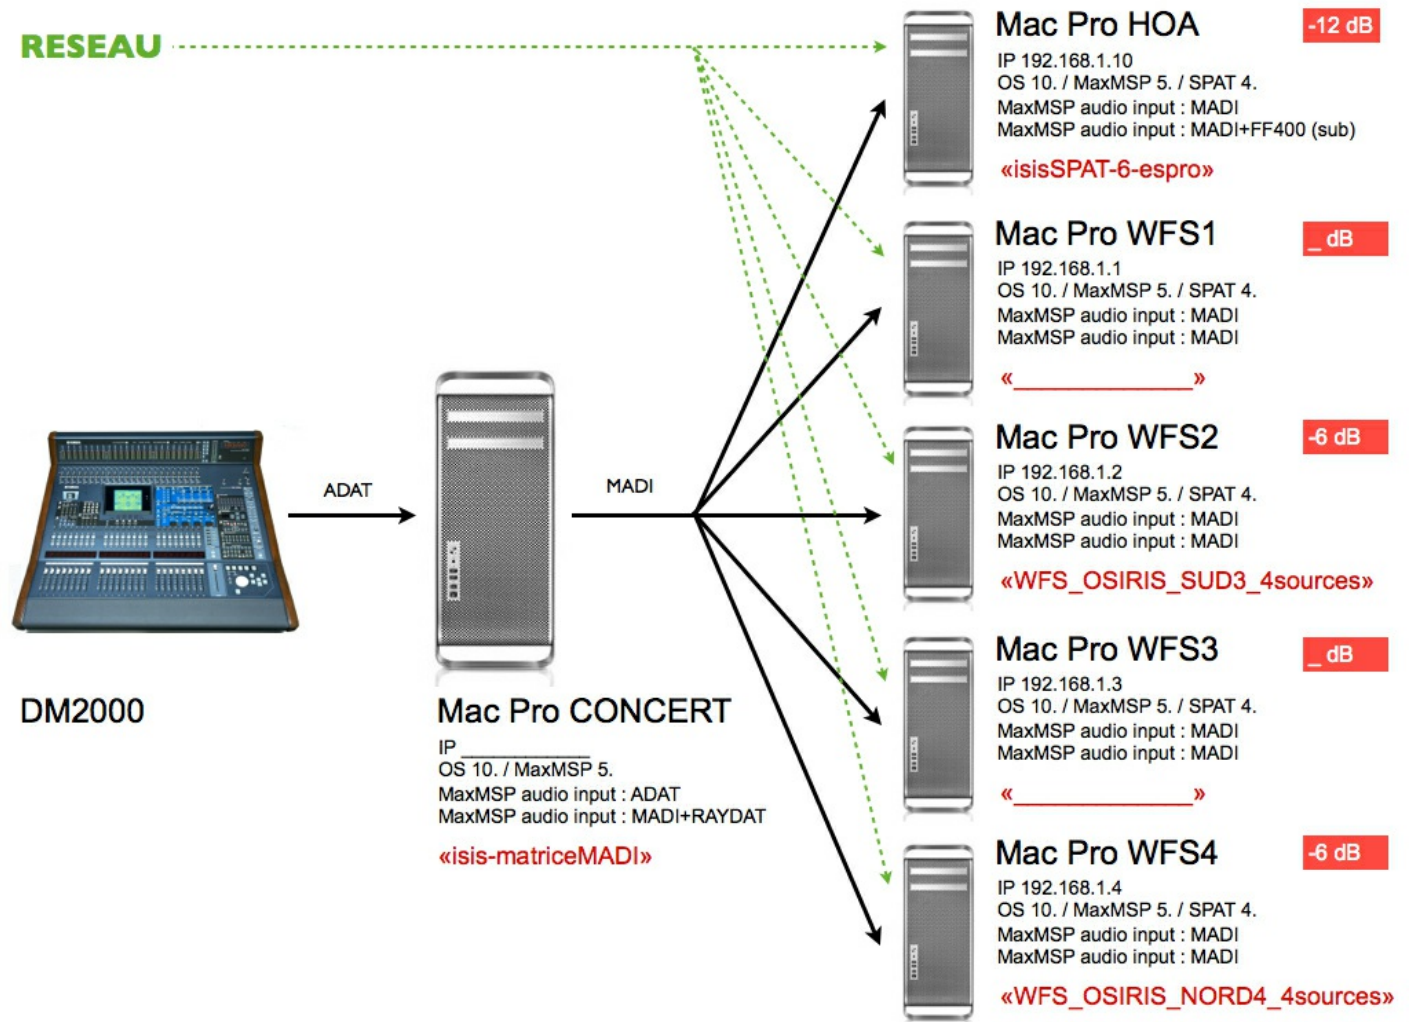 RESEAU
Mac Pro HOA
-12 dB
IP 192.168.1.10
OS 10. / MaxMSP 5. / SPAT 4.
MaxMSP audio input : MADI
MaxMSP audio input : MADI+FF400 (sub)
«isisSPAT-6-espro»
Mac Pro WFS1
_ dB
IP 192.168.1.1
OS 10. / MaxMSP 5. / SPAT 4.
MaxMSP audio input : MADI
MaxMSP audio input : MADI
«______________»
Mac Pro WFS2
-6 dB
IP 192.168.1.2
OS 10. / MaxMSP 5. / SPAT 4.
MaxMSP audio input : MADI
MaxMSP audio input : MADI
«WFS_OSIRIS_SUD3_4sources»
ADAT
MADI
DM2000
Mac Pro CONCERT
IP __________
OS 10. / MaxMSP 5.
MaxMSP audio input : ADAT
MaxMSP audio input : MADI+RAYDAT
«isis-matriceMADI»
Mac Pro WFS3
_ dB
IP 192.168.1.3
OS 10. / MaxMSP 5. / SPAT 4.
MaxMSP audio input : MADI
MaxMSP audio input : MADI
«______________»
Mac Pro WFS4
-6 dB
IP 192.168.1.4
OS 10. / MaxMSP 5. / SPAT 4.
MaxMSP audio input : MADI
MaxMSP audio input : MADI
«WFS_OSIRIS_NORD4_4sources»